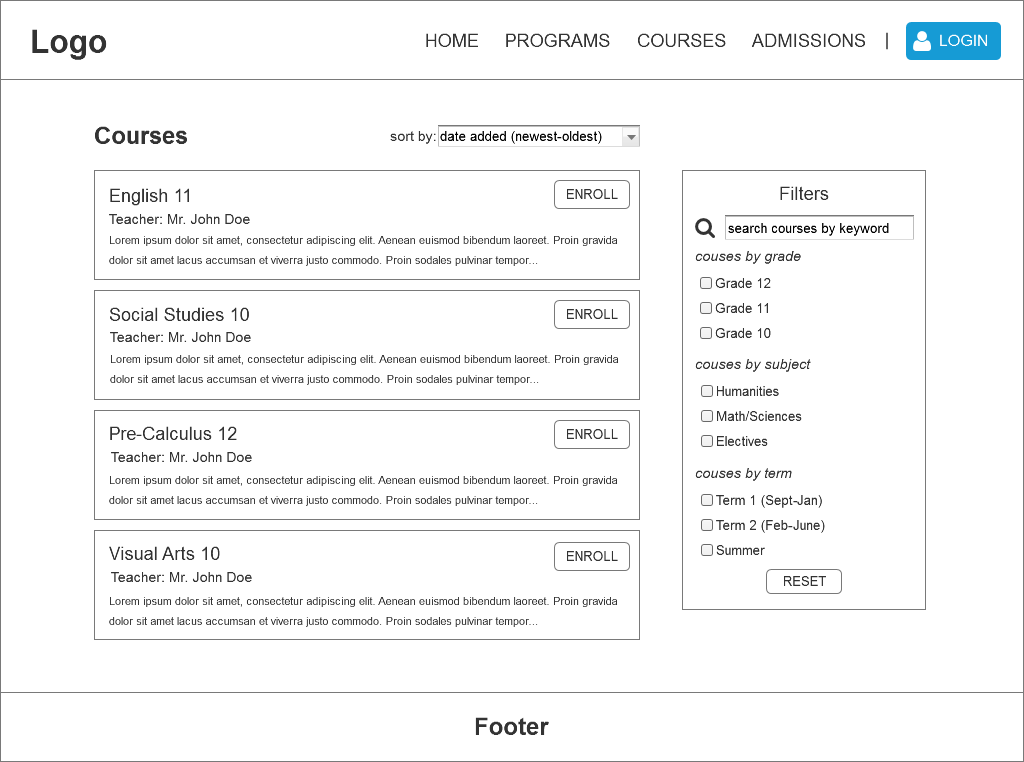 Logo
HOME PROGRAMS COURSES ADMISSIONS | LOGIN
Courses
sort by: date added (newest-oldest)
English 11
ENROLL
Teacher: Mr. John Doe
Lorem ipsum dolor sit amet, consectetur adipiscing elit. Aenean euismod bibendum laoreet. Proin gravida
dolor sit amet lacus accumsan et viverra justo commodo. Proin sodales pulvinar tempor...
Social Studies 10
ENROLL
Teacher: Mr. John Doe
Lorem ipsum dolor sit amet, consectetur adipiscing elit. Aenean euismod bibendum laoreet. Proin gravida
dolor sit amet lacus accumsan et viverra justo commodo. Proin sodales pulvinar tempor...
Pre-Calculus 12
ENROLL
Teacher: Mr. John Doe
Lorem ipsum dolor sit amet, consectetur adipiscing elit. Aenean euismod bibendum laoreet. Proin gravida
dolor sit amet lacus accumsan et viverra justo commodo. Proin sodales pulvinar tempor...
Visual Arts 10
ENROLL
Teacher: Mr. John Doe
Lorem ipsum dolor sit amet, consectetur adipiscing elit. Aenean euismod bibendum laoreet. Proin gravida
dolor sit amet lacus accumsan et viverra justo commodo. Proin sodales pulvinar tempor...
Filters
search courses by keyword
couses by grade
Grade 12
Grade 11
Grade 10
couses by subject
Humanities
Math/Sciences
Electives
couses by term
Term 1 (Sept-Jan)
Term 2 (Feb-June)
Summer
RESET
Footer